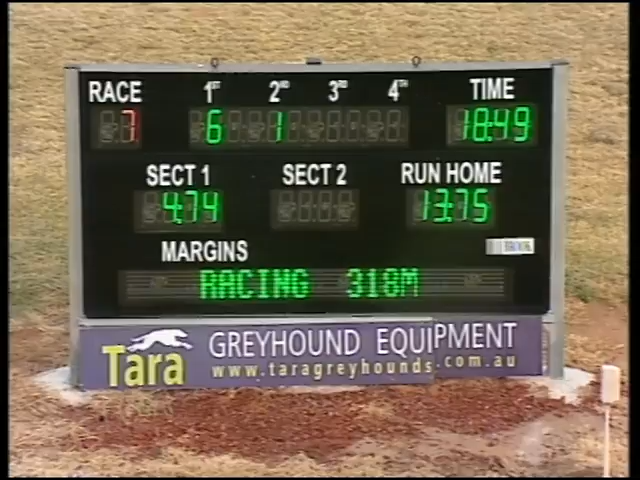 RACE 1ST 2ND 3RD 4TH TIME
7 6 1 18.49
SECT 1 SECT 2 RUN HOME
4.74 13.75
MARGINS
RACING 318M
Tara GREYHOUND EQUIPMENT
www.taragreyhounds.com.au